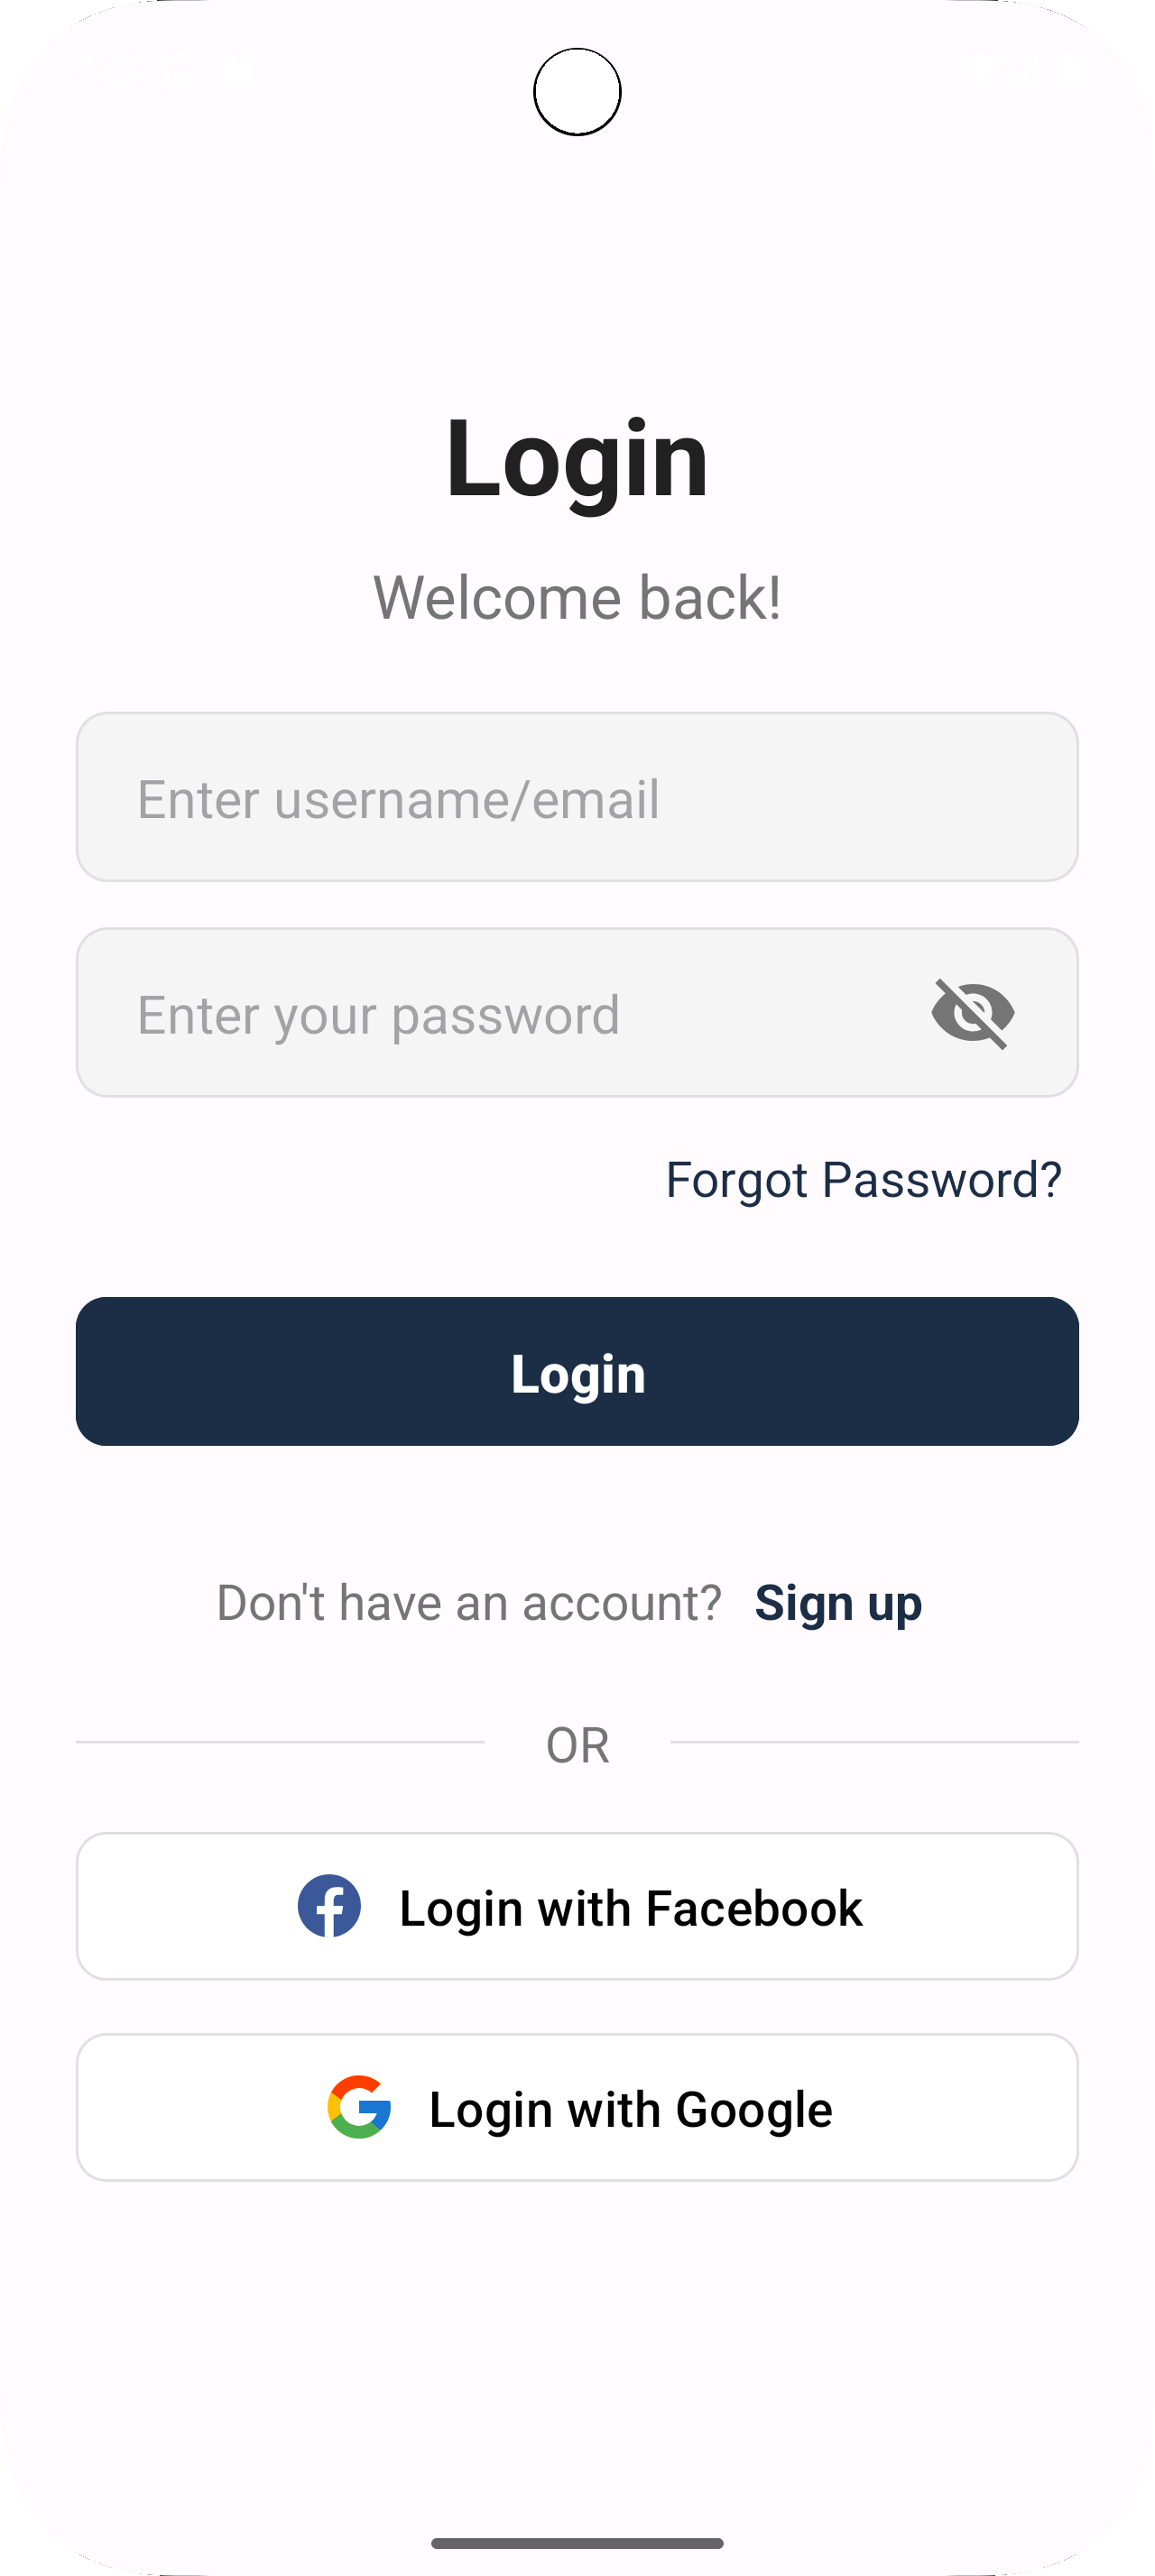 Login
Welcome back!
Enter username/email
Enter your password
Forgot Password?
Login
Don't have an account? Sign up
OR
Login with Facebook
Login with Google